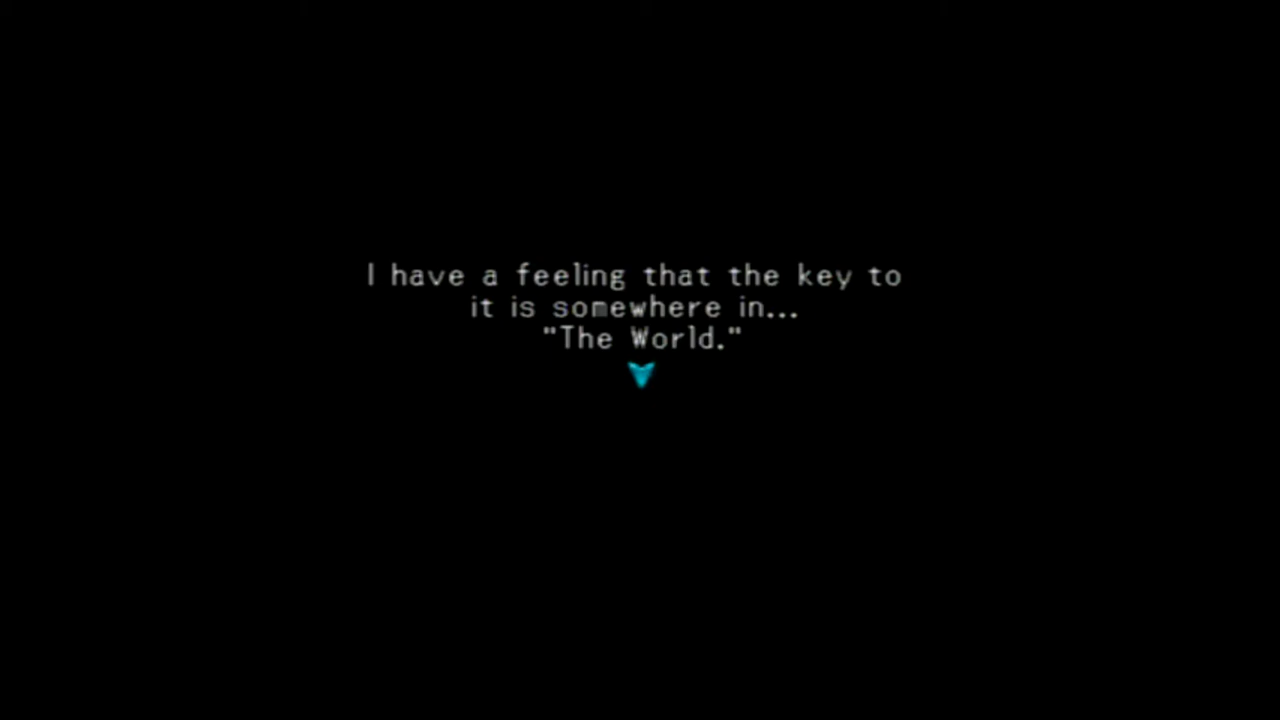 I have a feeling that the key to
it is somewhere in...
"The World."